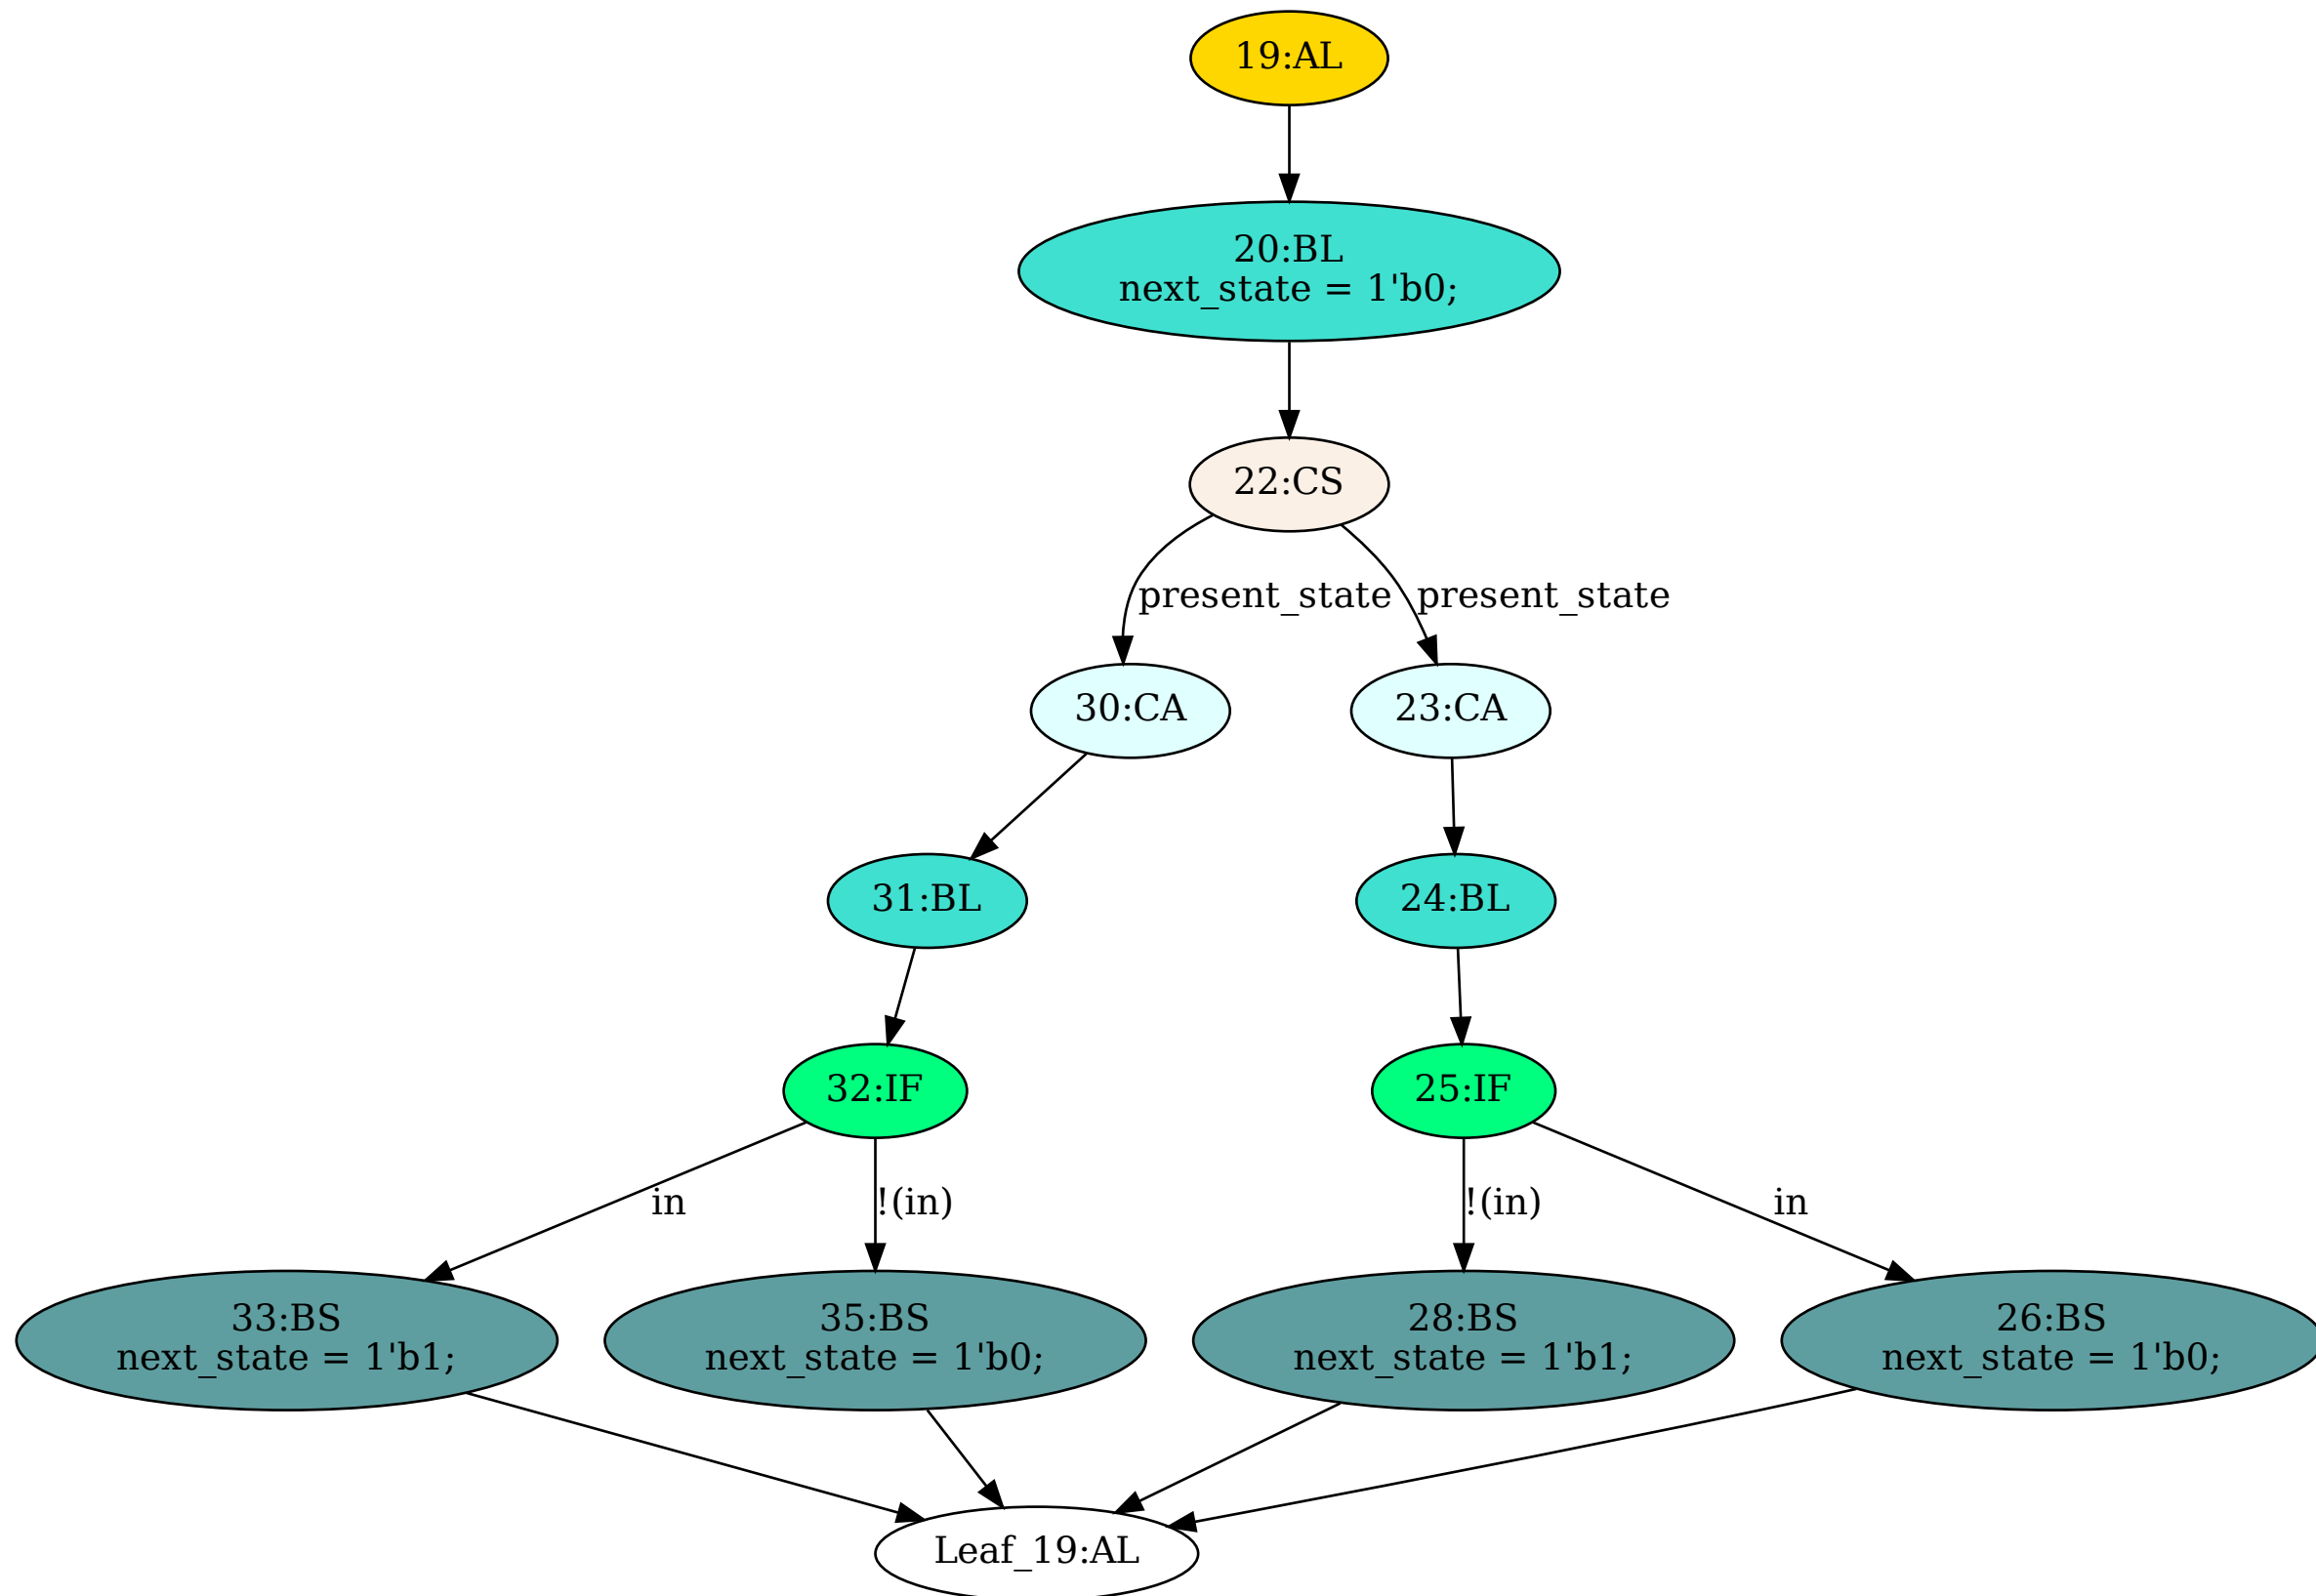 19:AL
20:BL
next_state = 1'b0;
22:CS
present_state
present_state
30:CA
23:CA
31:BL
24:BL
32:IF
25:IF
in
!(in)
!(in)
in
33:BS
next_state = 1'b1;
35:BS
next_state = 1'b0;
28:BS
next_state = 1'b1;
26:BS
next_state = 1'b0;
Leaf_19:AL